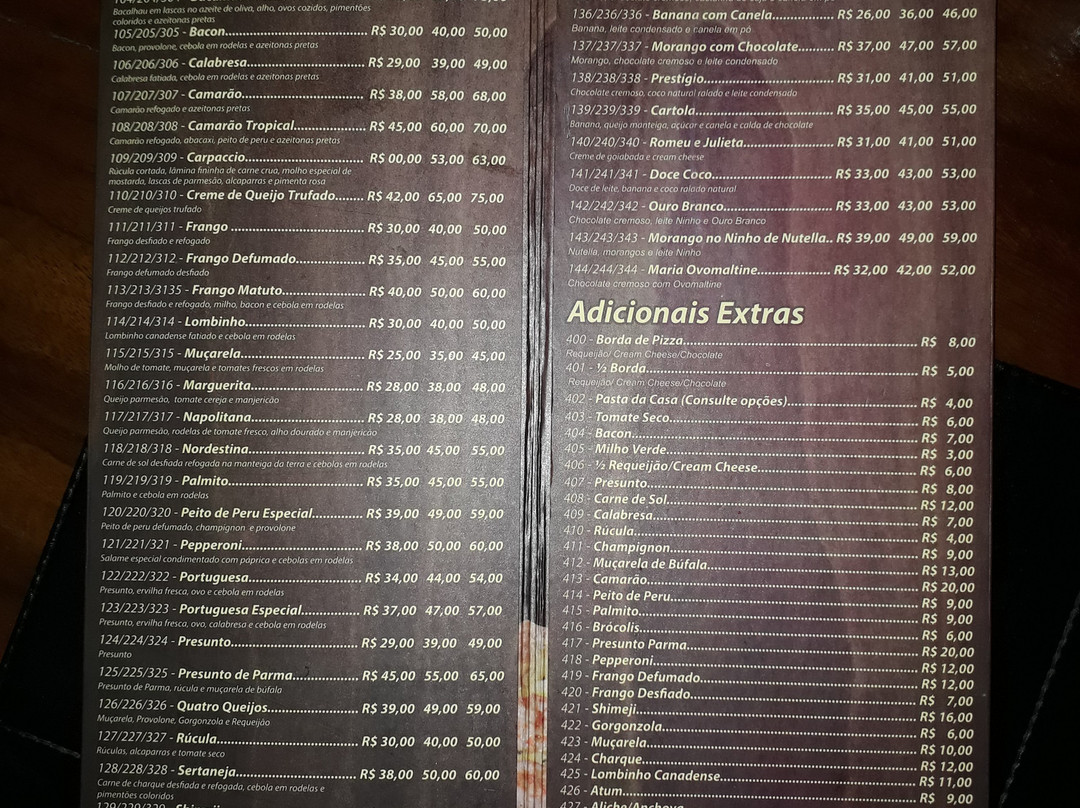 Bacalhau em lascas no azeite de oliva, alho, ovos cozidos, pimentões
coloridos e azeitonas pretas
105/205/305 - Bacon R$ 30,00 40,00 50,00
Bacon, provolone, cebola em rodelas e azeitonas pretas
106/206/306 - Calabresa R$ 29,00 39,00 49,00
Calabresa fatiada, cebola em rodelas e azeitonas pretas
107/207/307 - Camarão R$ 38,00 58,00 68,00
Camarão refogado e azeitonas pretas
108/208/308 - Camarão Tropical R$ 45,00 60,00 70,00
Camarão refogado, abacaxi, peito de peru e azeitonas pretas
109/209/309 - Carpaccio R$ 00,00 53,00 63,00
Rúcula cortada, lâmina fininha de carne crua, molho especial de
mostarda, lascas de parmesão, alcaparras e pimenta rosa
110/210/310 - Creme de Queijo Trufado R$ 42,00 65,00 75,00
Creme de queijos trufado
111/211/311 - Frango R$ 30,00 40,00 50,00
Frango desfiado e refogado
112/212/312 - Frango Defumado R$ 35,00 45,00 55,00
Frango defumado desfiado
113/213/3135 - Frango Matuto R$ 40,00 50,00 60,00
Frango desfiado e refogado, milho, bacon e cebola em rodelas
114/214/314 - Lombinho R$ 30,00 40,00 50,00
Lombinho canadense fatiado e cebola em rodelas
115/215/315 - Muçarela R$ 25,00 35,00 45,00
Molho de tomate, muçarela e tomates frescos em rodelas
116/216/316 - Marguerita R$ 28,00 38,00 48,00
Queijo parmesão, tomate cereja e manjericão
117/217/317 - Napolitana R$ 28,00 38,00 48,00
Queijo parmesão, rodelas de tomate fresco, alho dourado e manjericão
118/218/318 - Nordestina R$ 35,00 45,00 55,00
Carne de sol desfiada refogada na manteiga da terra e cebolas em rodelas
119/219/319 - Palmito R$ 35,00 45,00 55,00
Palmito e cebola em rodelas
120/220/320 - Peito de Peru Especial R$ 39,00 49,00 59,00
Peito de peru defumado, champignon e provolone
121/221/321 - Pepperoni R$ 38,00 50,00 60,00
Salame especial condimentado com páprica e cebolas em rodelas
122/222/322 - Portuguesa R$ 34,00 44,00 54,00
Presunto, ervilha fresca, ovo e cebola em rodelas
123/223/323 - Portuguesa Especial R$ 37,00 47,00 57,00
Presunto, ervilha fresca, ovo, calabresa e cebola em rodelas
124/224/324 - Presunto R$ 29,00 39,00 49,00
Presunto
125/225/325 - Presunto de Parma R$ 45,00 55,00 65,00
Presunto de Parma, rúcula e muçarela de búfala
126/226/326 - Quatro Queijos R$ 39,00 49,00 59,00
Muçarela, Provolone, Gorgonzola e Requeijão
127/227/327 - Rúcula R$ 30,00 40,00 50,00
Rúculas, alcaparras e tomate seco
128/228/328 - Sertaneja R$ 38,00 50,00 60,00
Carne de charque desfiada e refogada, cebola em rodelas e
pimentões coloridos
136/236/336 - Banana com Canela R$ 26,00 36,00 46,00
Banana, leite condensado e canela em pó
137/237/337 - Morango com Chocolate R$ 37,00 47,00 57,00
Morango, chocolate cremoso e leite condensado
138/238/338 - Prestígio R$ 31,00 41,00 51,00
Chocolate cremoso, coco natural ralado e leite condensado
139/239/339 - Cartola R$ 35,00 45,00 55,00
Banana, queijo manteiga, açúcar e canela e calda de chocolate
140/240/340 - Romeu e Julieta R$ 31,00 41,00 51,00
Creme de goiabada e cream cheese
141/241/341 - Doce Coco R$ 33,00 43,00 53,00
Doce de leite, banana e coco ralado natural
142/242/342 - Ouro Branco R$ 33,00 43,00 53,00
Chocolate cremoso, leite Ninho e Ouro Branco
143/243/343 - Morango no Ninho de Nutella R$ 39,00 49,00 59,00
Nutella, morangos e leite Ninho
144/244/344 - Maria Ovomaltine R$ 32,00 42,00 52,00
Chocolate cremoso com Ovomaltine
Adicionais Extras
400 - Borda de Pizza R$ 8,00
Requeijão/ Cream Cheese/Chocolate
401 - ½ Borda R$ 5,00
Requeijão/ Cream Cheese/Chocolate
402 - Pasta da Casa (Consulte opções) R$ 4,00
403 - Tomate Seco R$ 6,00
404 - Bacon R$ 7,00
405 - Milho Verde R$ 3,00
406 - ½ Requeijão/Cream Cheese R$ 6,00
407 - Presunto R$ 8,00
408 - Carne de Sol R$ 12,00
409 - Calabresa R$ 7,00
410 - Rúcula R$ 4,00
411 - Champignon R$ 9,00
412 - Muçarela de Búfala R$ 13,00
413 - Camarão R$ 20,00
414 - Peito de Peru R$ 9,00
415 - Palmito R$ 9,00
416 - Brócolis R$ 6,00
417 - Presunto Parma R$ 20,00
418 - Pepperoni R$ 12,00
419 - Frango Defumado R$ 12,00
420 - Frango Desfiado R$ 7,00
421 - Shimeji R$ 16,00
422 - Gorgonzola R$ 6,00
423 - Muçarela R$ 10,00
424 - Charque R$ 12,00
425 - Lombinho Canadense R$ 11,00
426 - Atum R$ 9,00